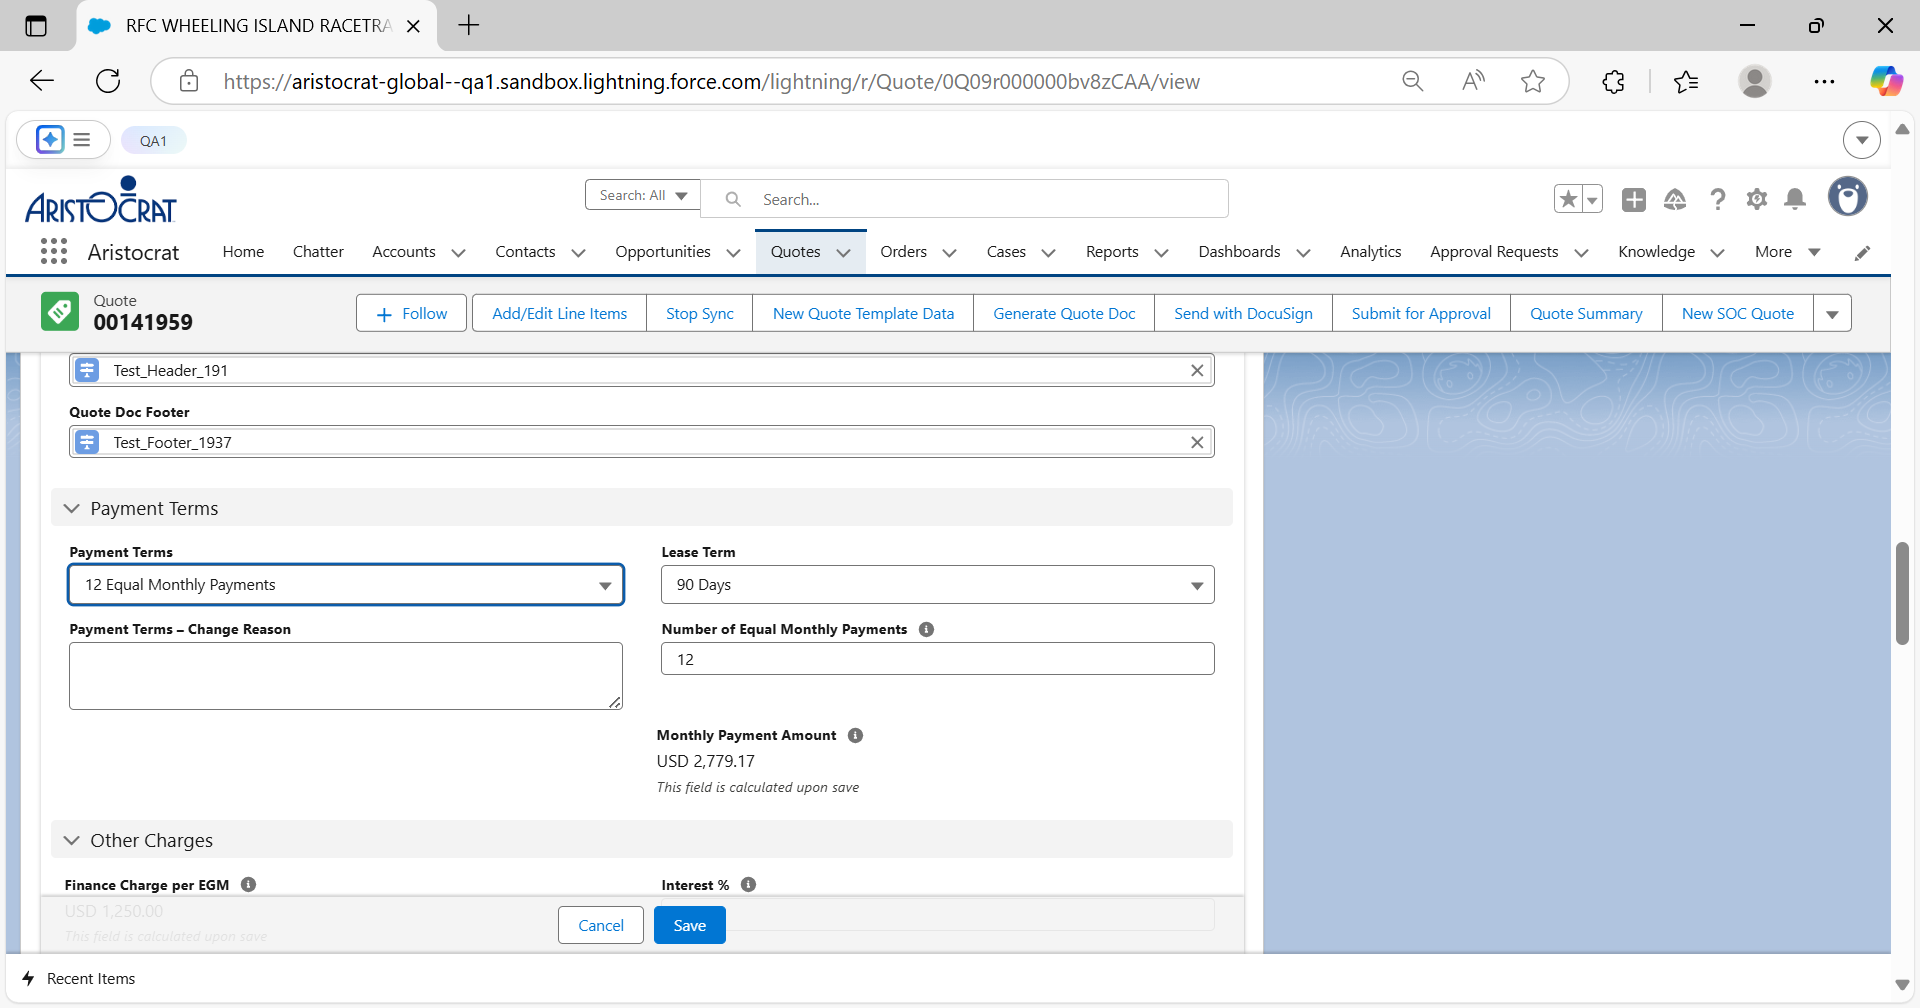 RFC WHEELING ISLAND RACETRA
https://aristocrat-global--qa1.sandbox.lightning.force.com/lightning/r/Quote/0Q09r000000bv8zCAA/view
QA1
ARISTOCRAT
Search: All
Search...
Aristocrat
Home
Chatter
Accounts
Contacts
Opportunities
Quotes
Orders
Cases
Reports
Dashboards
Analytics
Approval Requests
Knowledge
More
Quote
00141959
Follow
Add/Edit Line Items
Stop Sync
New Quote Template Data
Generate Quote Doc
Send with DocuSign
Submit for Approval
Quote Summary
New SOC Quote
Test_Header_191
Quote Doc Footer
Test_Footer_1937
Payment Terms
Payment Terms
Lease Term
12 Equal Monthly Payments
90 Days
Payment Terms – Change Reason
Number of Equal Monthly Payments
12
Monthly Payment Amount
USD 2,779.17
This field is calculated upon save
Other Charges
Finance Charge per EGM
Interest %
USD 1,250.00
This field is calculated upon save
Cancel
Save
Recent Items